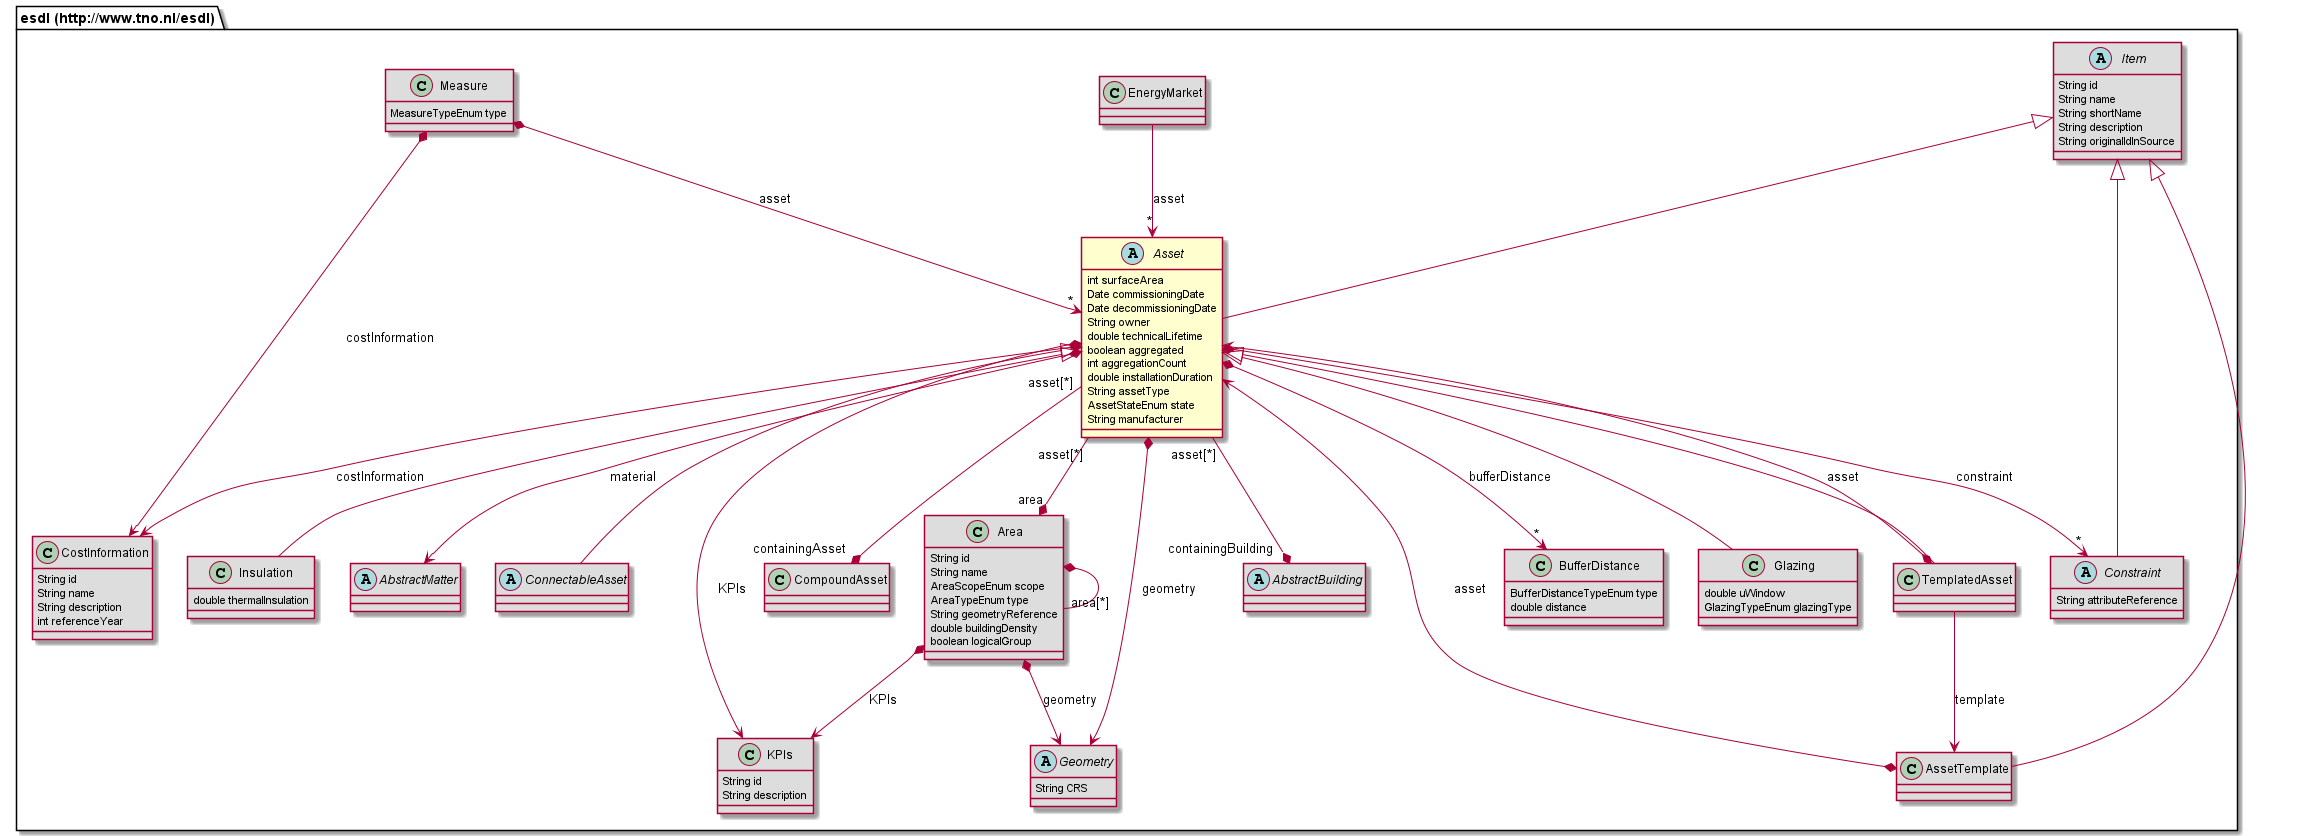 esdl (http://www.tno.nl/esdl)
A Item
String id
String name
String shortName
String description
String originalIdInSource
C Measure
MeasureTypeEnum type
C EnergyMarket
asset
asset
*
*
A Asset
int surfaceArea
Date commissioningDate
Date decommissioningDate
String owner
double technicalLifetime
boolean aggregated
int aggregationCount
double installationDuration
String assetType
AssetStateEnum state
String manufacturer
costInformation
asset[*]
asset[*]
asset[*]
costInformation
material
bufferDistance
asset
constraint
area
*
*
containingAsset
containingBuilding
C CostInformation
String id
String name
String description
int referenceYear
C Insulation
double thermalInsulation
A AbstractMatter
A ConnectableAsset
C CompoundAsset
C Area
String id
String name
AreaScopeEnum scope
AreaTypeEnum type
String geometryReference
double buildingDensity
boolean logicalGroup
area[*]
A AbstractBuilding
C BufferDistance
BufferDistanceTypeEnum type
double distance
C Glazing
double uWindow
GlazingTypeEnum glazingType
C TemplatedAsset
A Constraint
String attributeReference
KPIs
geometry
asset
KPIs
geometry
template
C KPIs
String id
String description
A Geometry
String CRS
C AssetTemplate